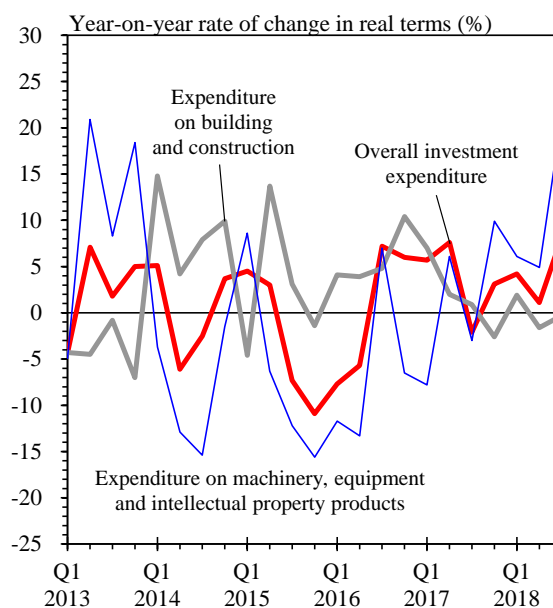 Year-on-year rate of change in real terms (%)
30
25
20
15
10
5
0
-5
-10
-15
-20
-25
Expenditure
on building
and construction
Overall investment
expenditure
Expenditure on machinery, equipment
and intellectual property products
Q1 Q1 Q1 Q1 Q1 Q1
2013 2014 2015 2016 2017 2018